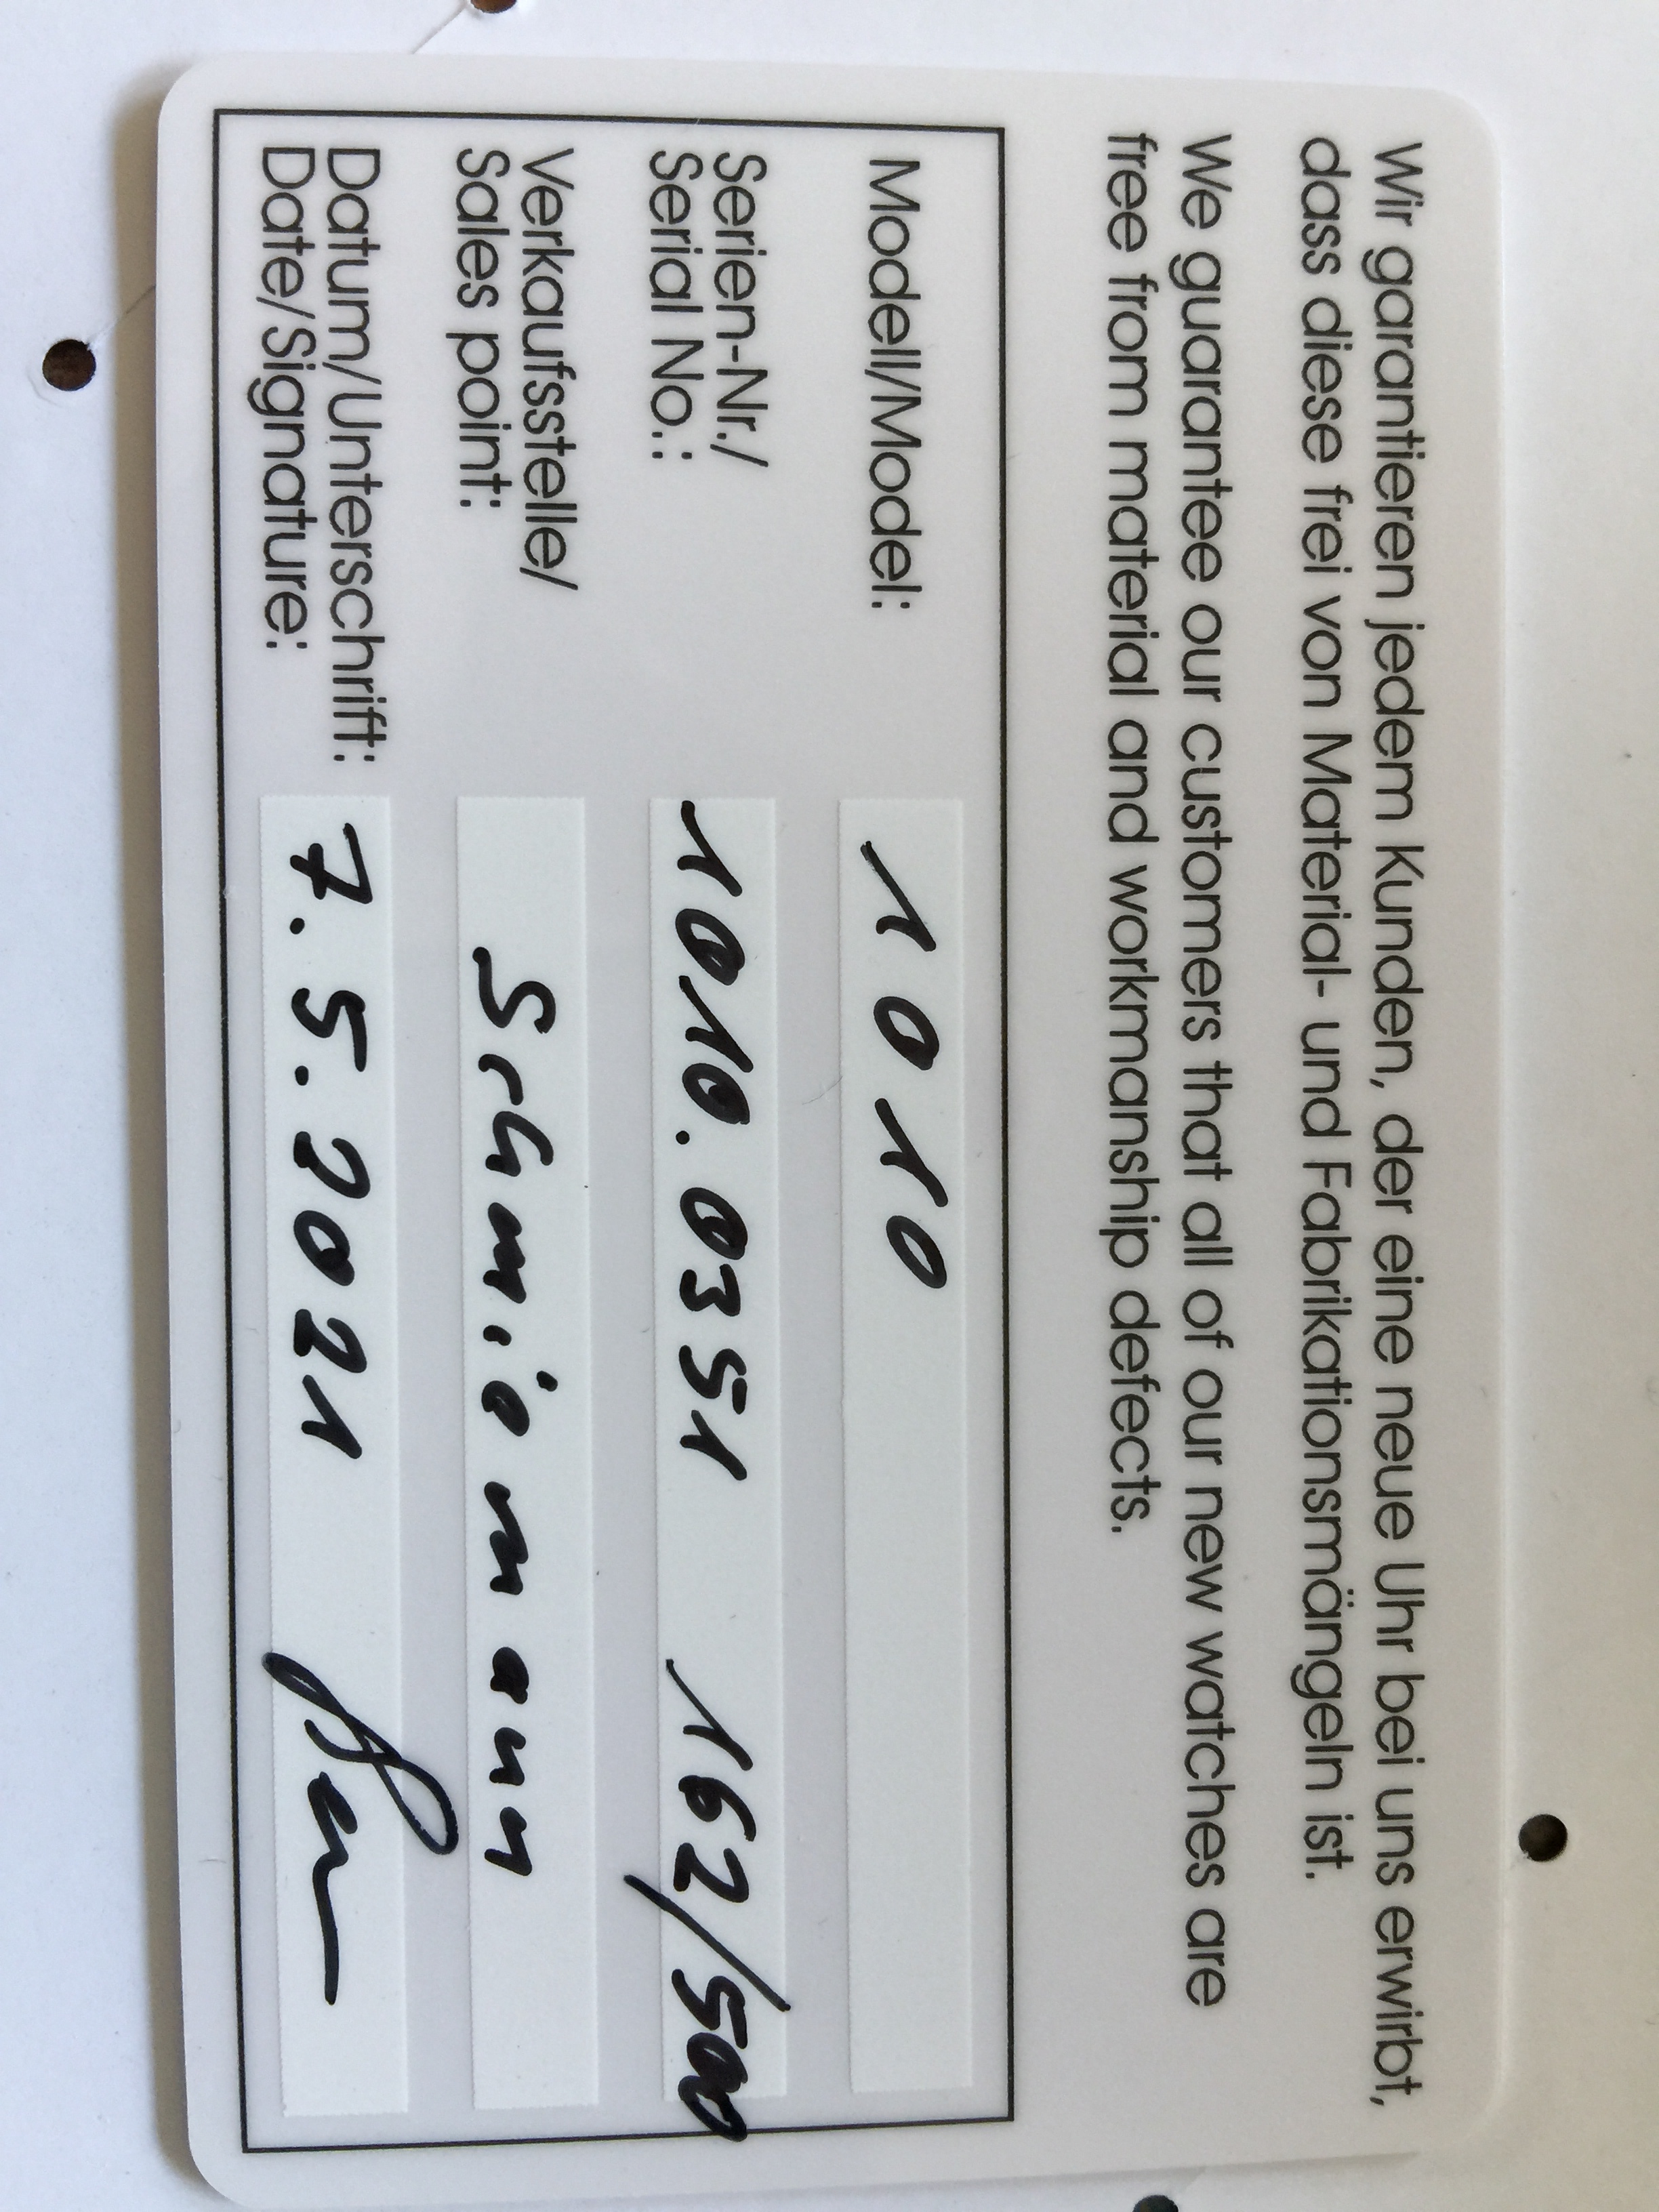 Wir garantieren jedem Kunden, der eine neue Uhr bei uns erwirbt,
dass diese frei von Material- und Fabrikationsmängeln ist.
We guarantee our customers that all of our new watches are
free from material and workmanship defects.
Modell/Model: 1010
Serien-Nr./
Serial No.: 1010.0351 162/500
Verkaufsstelle/
Sales point:
Datum/Unterschrift:
Date/Signature: 7.5.2021